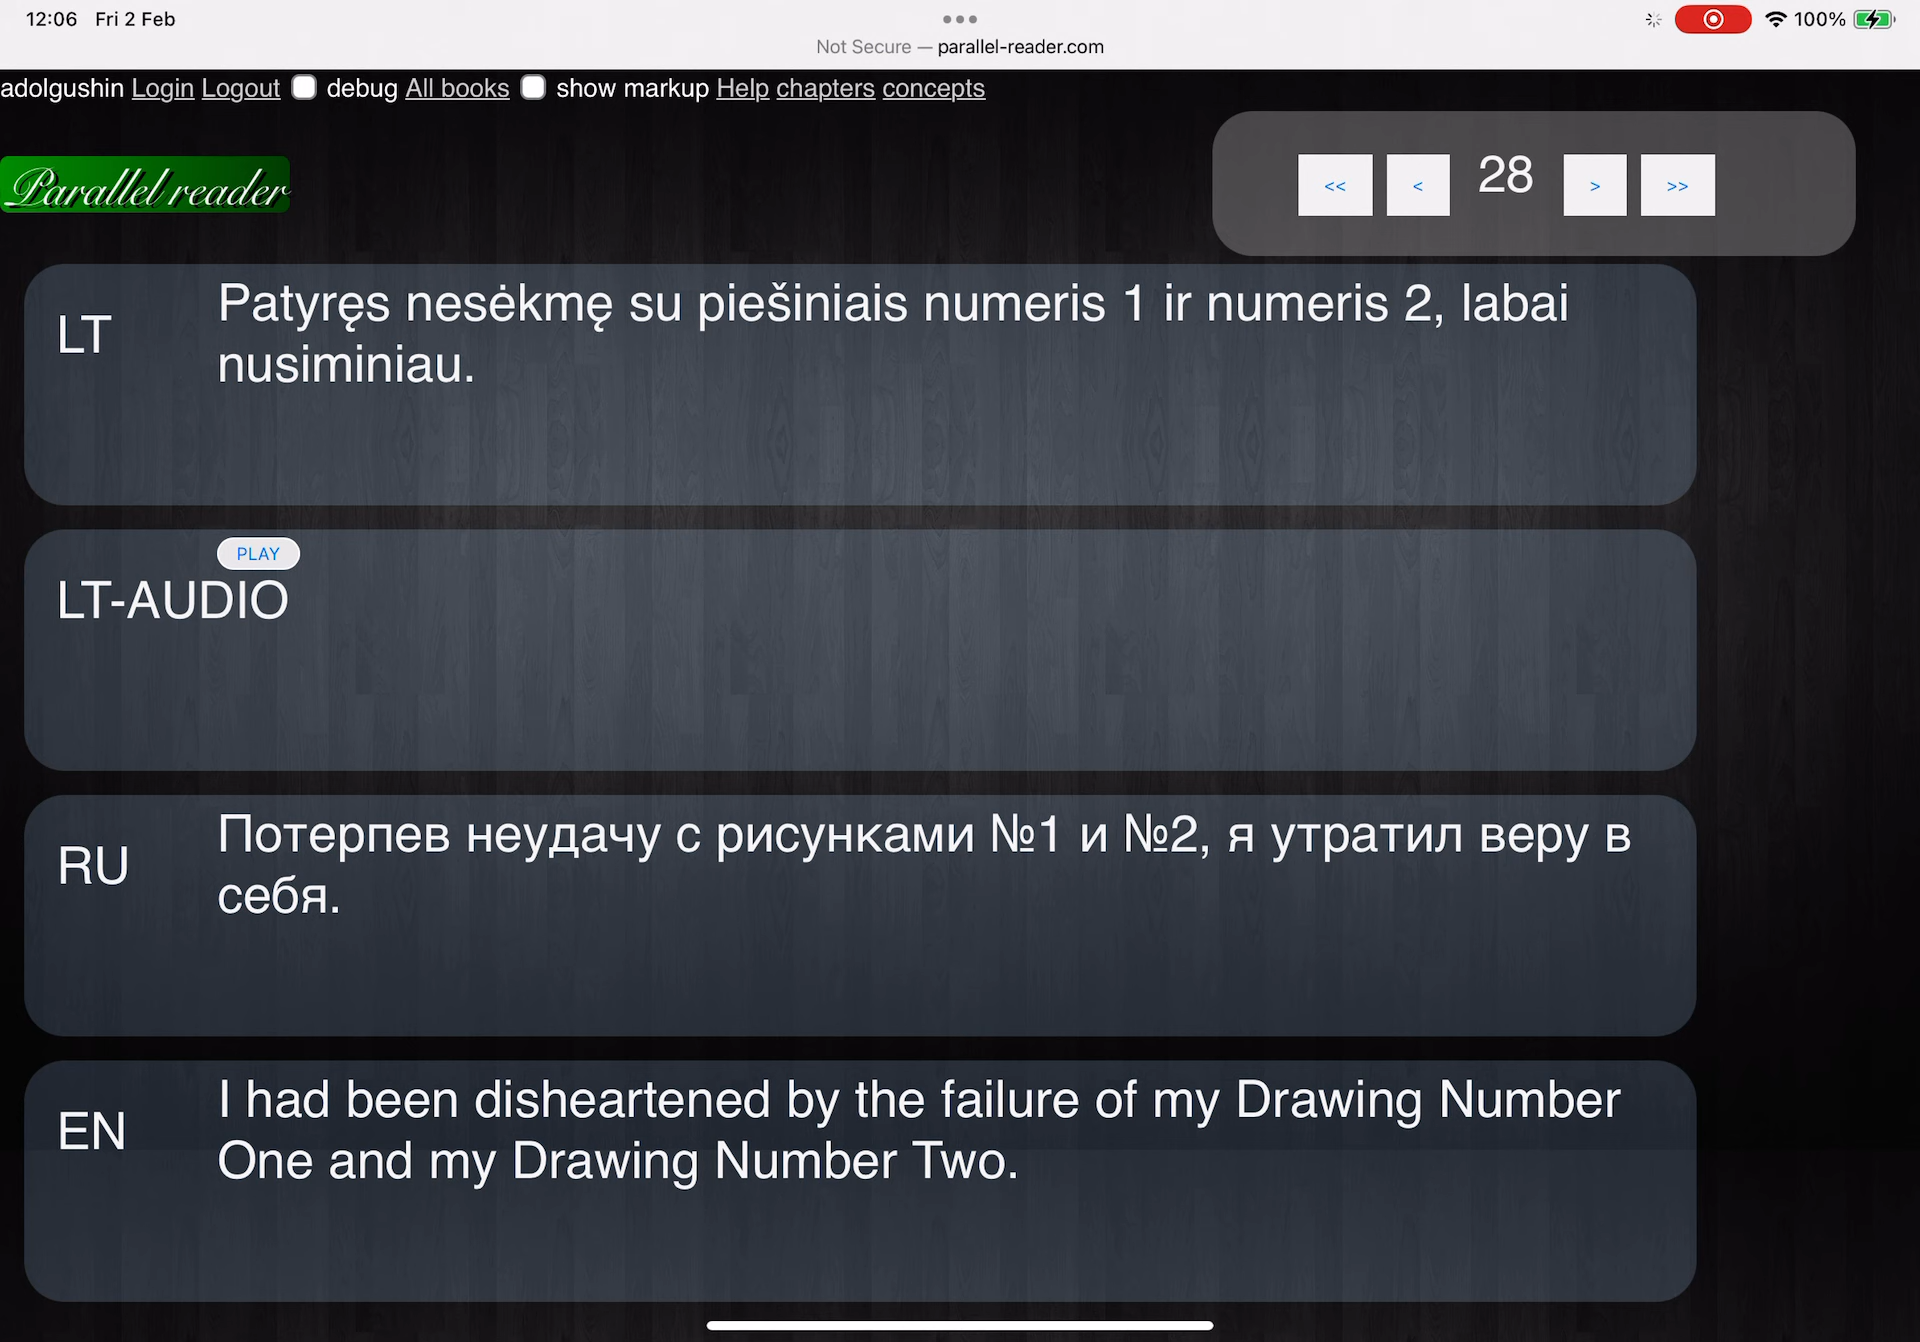 12:06 Fri 2 Feb
100%
Not Secure — parallel-reader.com
adolgushin Login Logout debug All books show markup Help chapters concepts
<< < 28 > >>
Parallel reader
LT
Patyręs nesėkmę su piešiniais numeris 1 ir numeris 2, labai
nusiminiau.
PLAY
LT-AUDIO
RU
Потерпев неудачу с рисунками №1 и №2, я утратил веру в
себя.
EN
I had been disheartened by the failure of my Drawing Number
One and my Drawing Number Two.